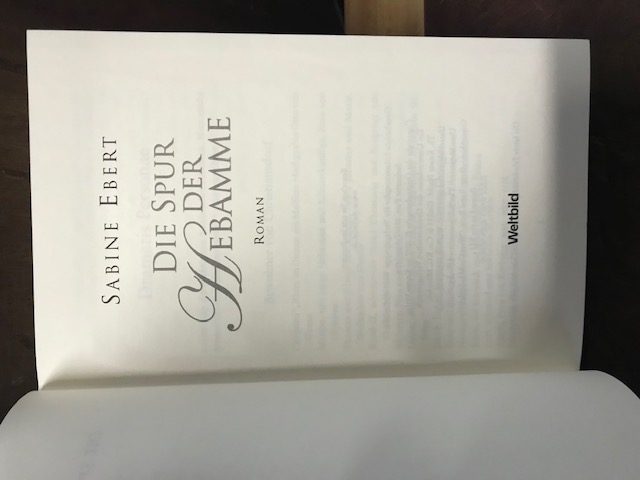 SABINE EBERT
DIE SPUR
DER
HEBAMME
ROMAN
Weltbild